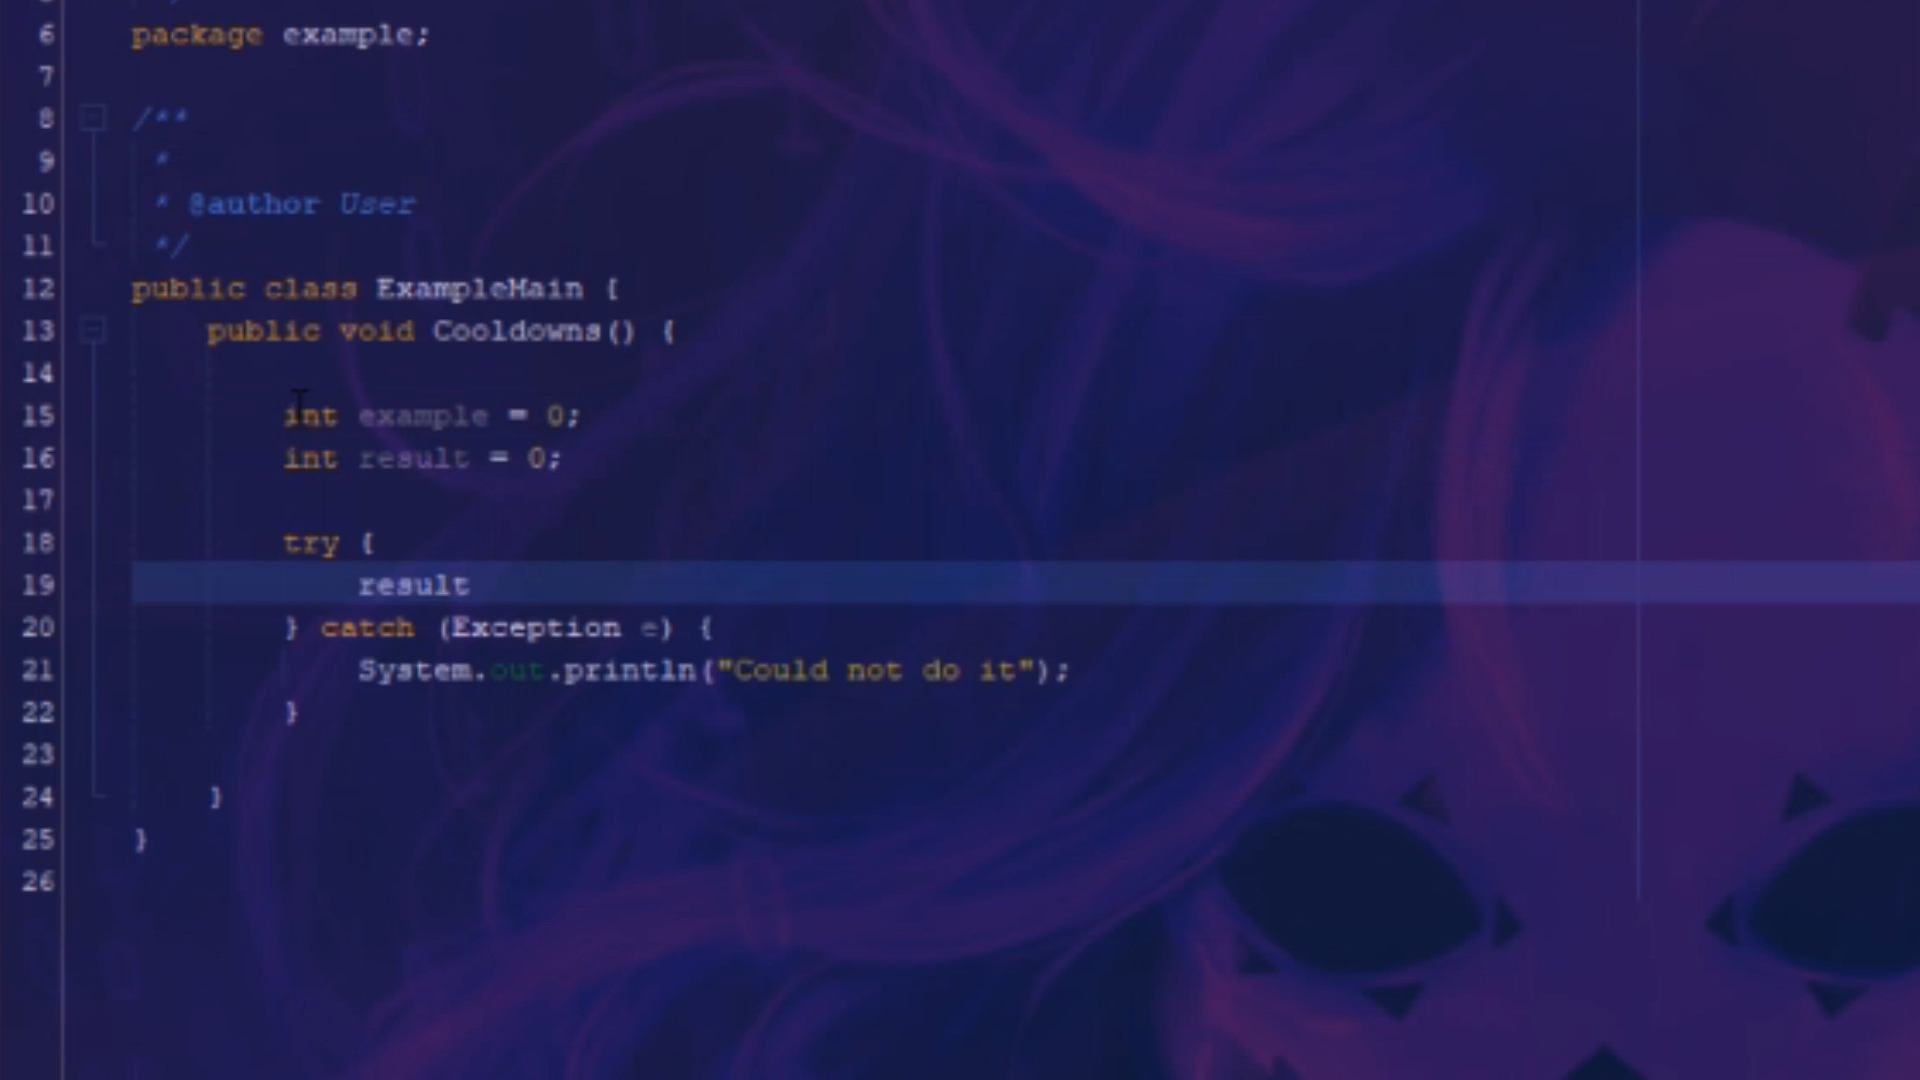 6 package example;
7
8 /**
9 *
10 * @author User
11 */
12 public class ExampleMain {
13 public void Cooldowns() {
14
15 int example = 0;
16 int result = 0;
17
18 try {
19 result
20 } catch (Exception e) {
21 System.out.println("Could not do it");
22 }
23
24 }
25 }
26